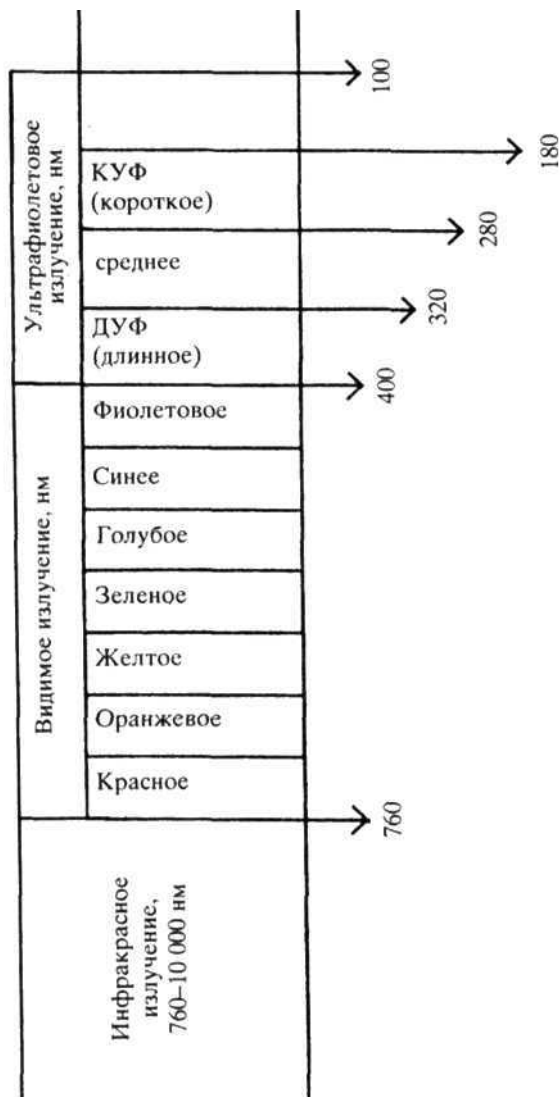 Ультрафиолетовое
излучение, нм
100
180
КУФ
(короткое)
280
среднее
320
ДУФ
(длинное)
400
Видимое излучение, нм
Фиолетовое
Синее
Голубое
Зеленое
Желтое
Оранжевое
Красное
760
Инфракрасное
излучение,
760–10 000 нм